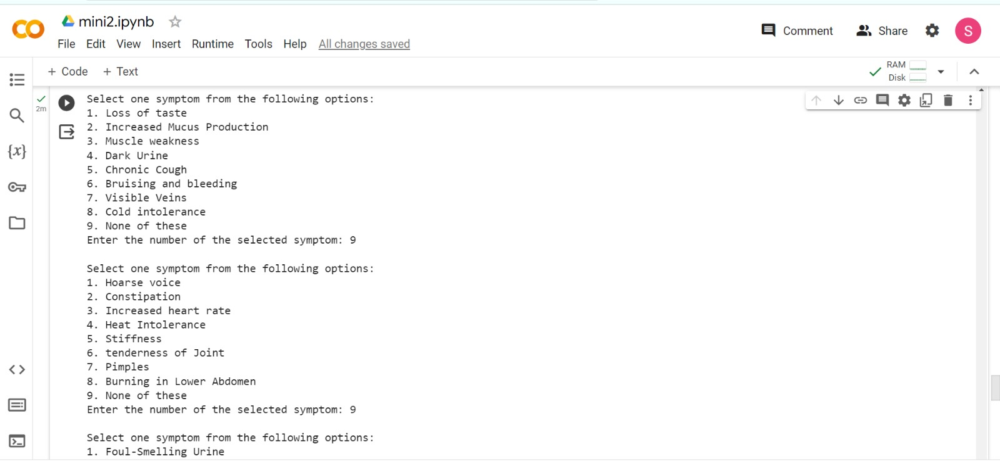 mini2.ipynb
File Edit View Insert Runtime Tools Help All changes saved
Comment Share S
+ Code + Text
RAM
Disk
2m
{x}
Select one symptom from the following options:
1. Loss of taste
2. Increased Mucus Production
3. Muscle weakness
4. Dark Urine
5. Chronic Cough
6. Bruising and bleeding
7. Visible Veins
8. Cold intolerance
9. None of these
Enter the number of the selected symptom: 9
Select one symptom from the following options:
1. Hoarse voice
2. Constipation
3. Increased heart rate
4. Heat Intolerance
5. Stiffness
6. tenderness of Joint
7. Pimples
8. Burning in Lower Abdomen
9. None of these
Enter the number of the selected symptom: 9
Select one symptom from the following options:
1. Foul-Smelling Urine